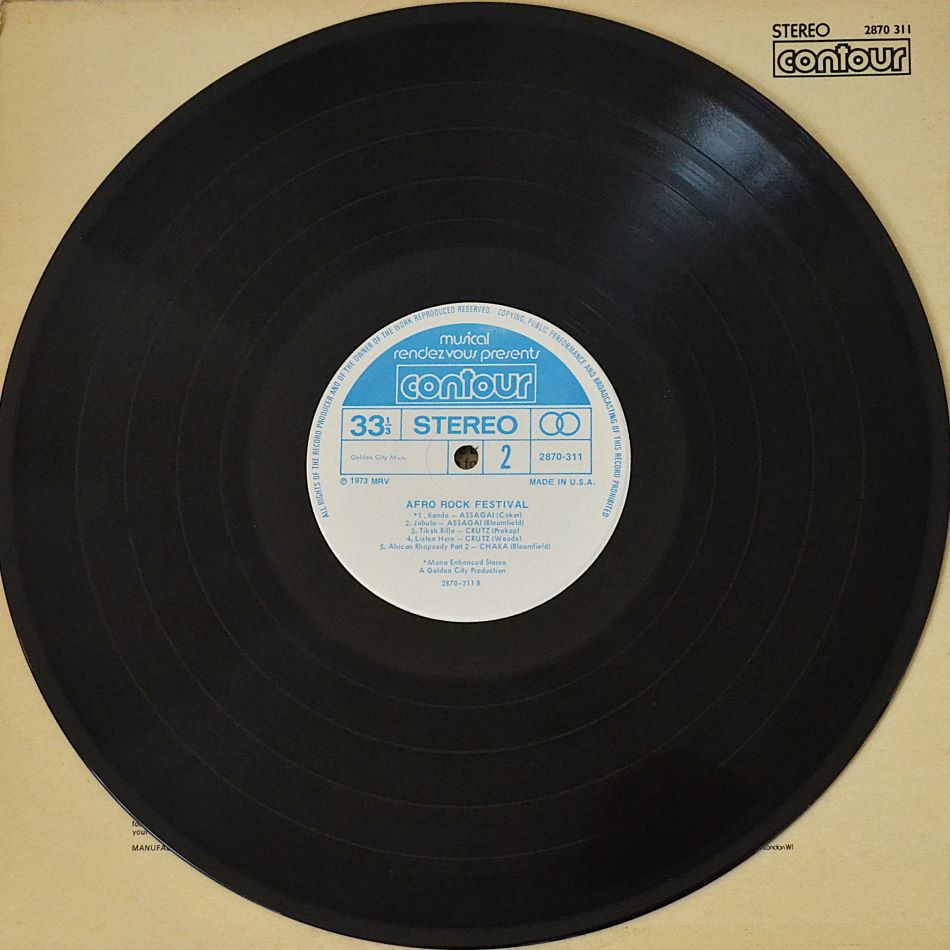 STEREO 2870 311
contour
ALL RIGHTS OF THE RECORD PRODUCER AND OF THE OWNER OF THE WORK REPRODUCED RESERVED. COPYING, PUBLIC PERFORMANCE AND BROADCASTING OF THIS RECORD PROHIBITED
musical
rendezvous presents
contour
33⅓ STEREO
Golden City Mus. 2 2870-311
℗ 1973 MRV MADE IN U.S.A.
AFRO ROCK FESTIVAL
*1. Kondo — ASSAGAI (Coker)
2. Jabula — ASSAGAI (Bloomfield)
3. Tiksh Rilla — CRUTZ (Prokop)
4. Listen Here — CRUTZ (Woods)
5. African Rhapsody Part 2 — CHAKA (Bloomfield)
*Mono Enhanced Stereo
A Golden City Production
2870-311 B
your
MANUFA
London W1